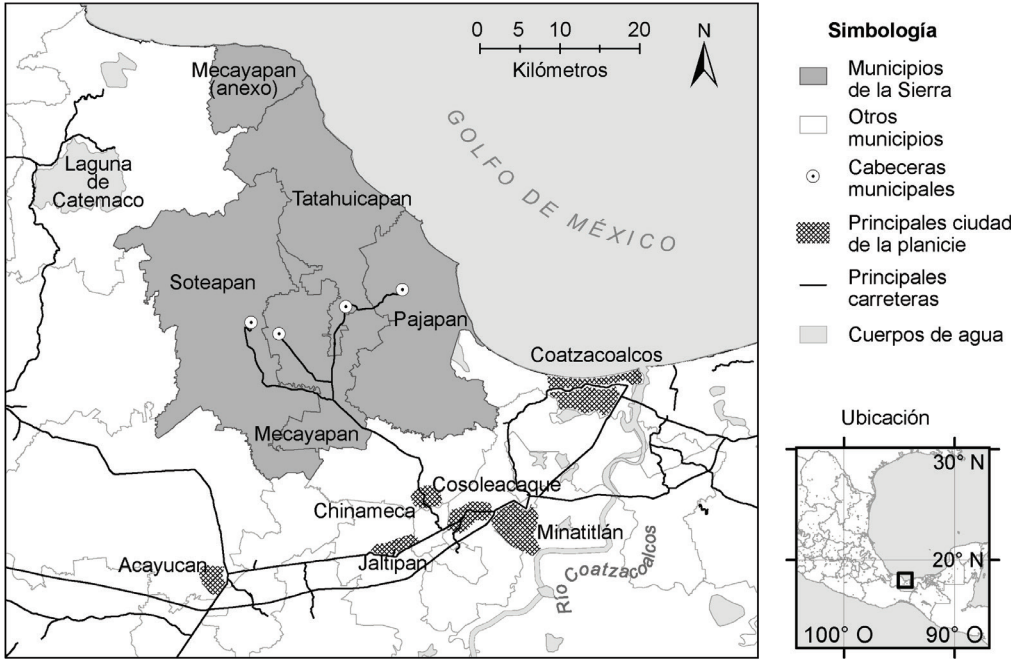 Mecayapan
(anexo)
0 5 10 20
Kilómetros
N
GOLFO DE MÉXICO
Laguna
de
Catemaco
Tatahuicapan
Soteapan
Pajapan
Coatzacoalcos
Mecayapan
Cosoleacaque
Chinameca
Minatitlán
Acayucan
Jaltipan
Río Coatzacoalcos
Simbología
Municipios
de la Sierra
Otros
municipios
Cabeceras
municipales
Principales ciudad
de la planicie
Principales
carreteras
Cuerpos de agua
Ubicación
30° N
20° N
100° O 90° O